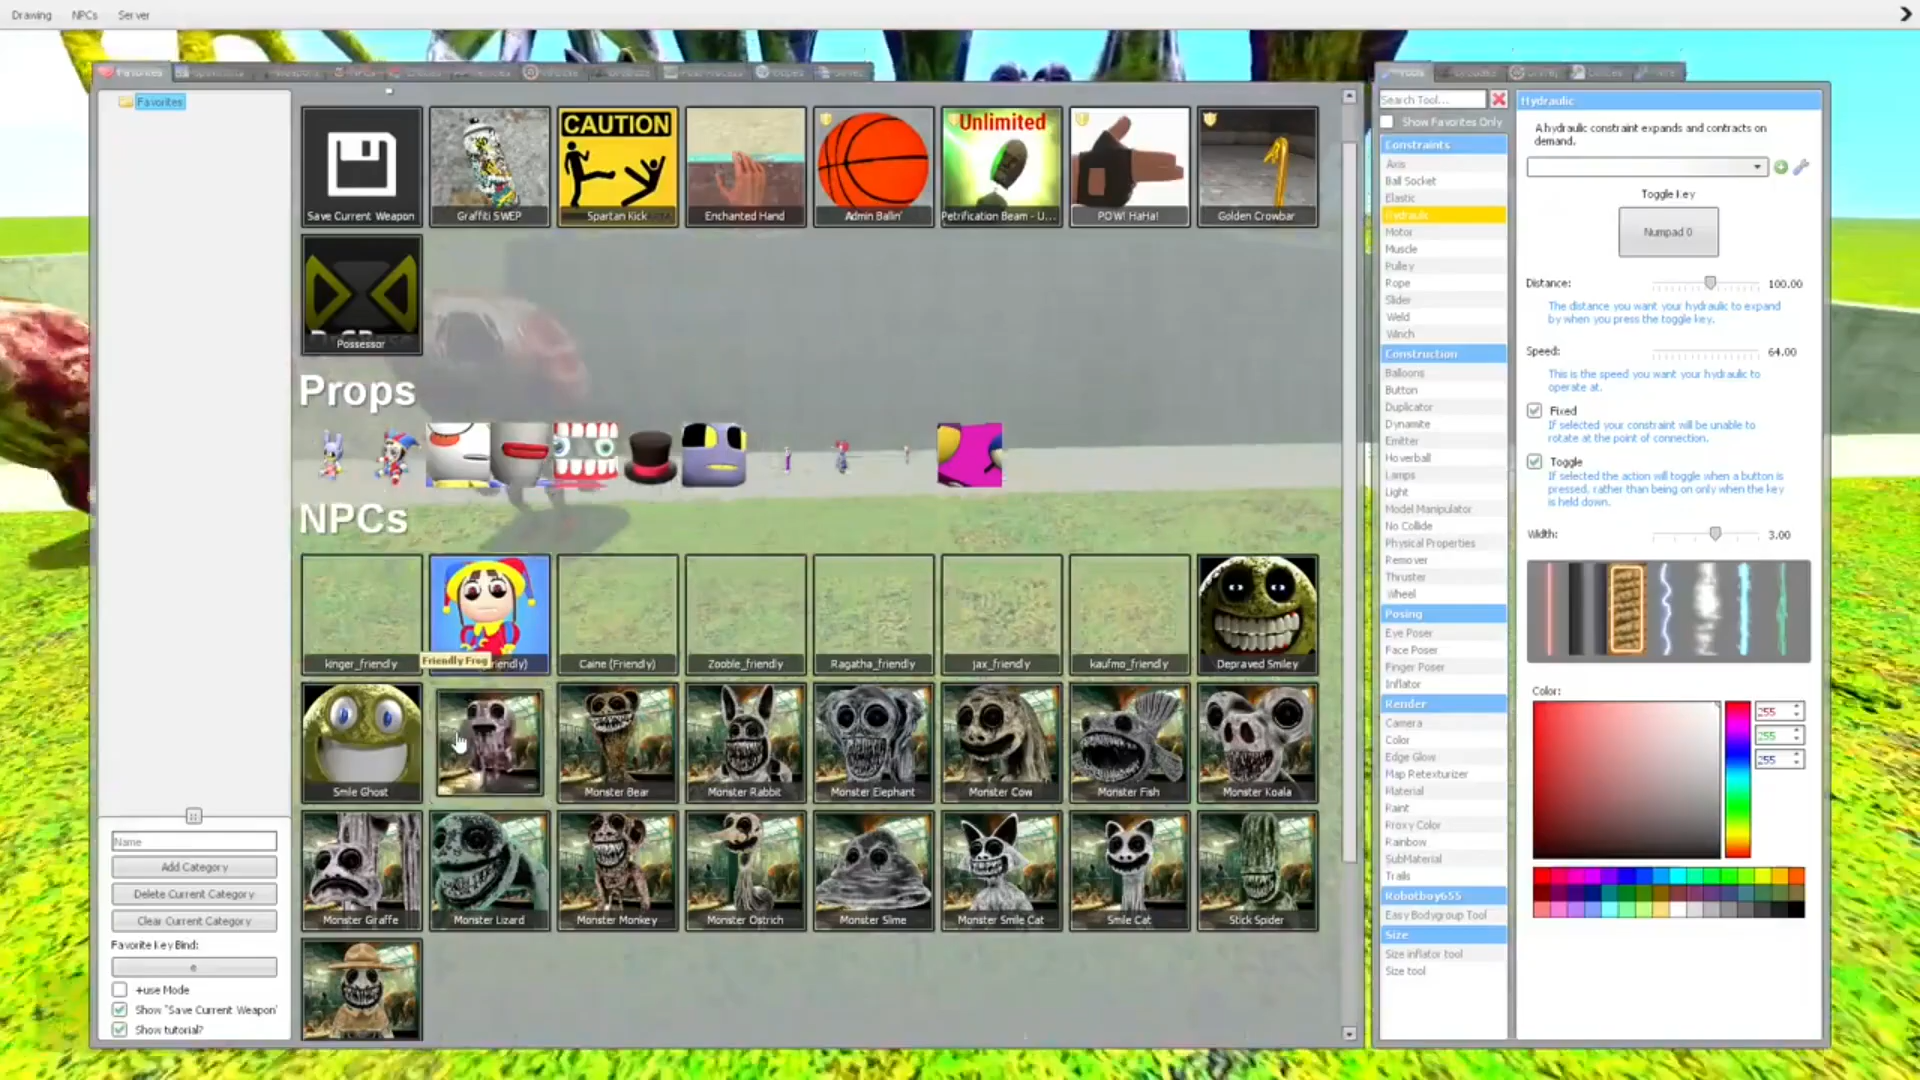 Drawing NPCs Server
Favorites
Favorites
CAUTION
Unlimited
Save Current Weapon
Graffiti SWEP
Spartan Kick
Enchanted Hand
Admin Ballin'
Petrification Beam - U...
POW! HaHa!
Golden Crowbar
Possessor
Props
NPCs
kinger_friendly
Friendly Frog
Caine (Friendly)
Zooble_friendly
Ragatha_friendly
jax_friendly
kaufmo_friendly
Depraved Smiley
Smile Ghost
Monster Bear
Monster Rabbit
Monster Elephant
Monster Cow
Monster Fish
Monster Koala
Monster Giraffe
Monster Lizard
Monster Monkey
Monster Ostrich
Monster Slime
Monster Smile Cat
Smile Cat
Stick Spider
Name
Add Category
Delete Current Category
Clear Current Category
Favorite Key Bind:
e
+use Mode
Show "Save Current Weapon"
Show tutorial?
Search Tool...
Show Favorites Only
Constraints
Axis
Ball Socket
Elastic
Hydraulic
Motor
Muscle
Pulley
Rope
Slider
Weld
Winch
Construction
Balloons
Button
Duplicator
Dynamite
Emitter
Hoverball
Lamps
Light
Model Manipulator
No Collide
Physical Properties
Remover
Thruster
Wheel
Posing
Eye Poser
Face Poser
Finger Poser
Inflator
Render
Camera
Color
Edge Glow
Map Retexturizer
Material
Paint
Proxy Color
Rainbow
SubMaterial
Trails
Robotboy655
Easy Bodygroup Tool
Size
Size inflator tool
Size tool
Hydraulic
A hydraulic constraint expands and contracts on
demand.
Toggle Key
Numpad 0
Distance: 100.00
The distance you want your hydraulic to expand
by when you press the toggle key.
Speed: 64.00
This is the speed you want your hydraulic to
operate at.
Fixed
If selected your constraint will be unable to
rotate at the point of connection.
Toggle
If selected the action will toggle when a button is
pressed, rather than being on only when the key
is held down.
Width: 3.00
Color:
255
255
255